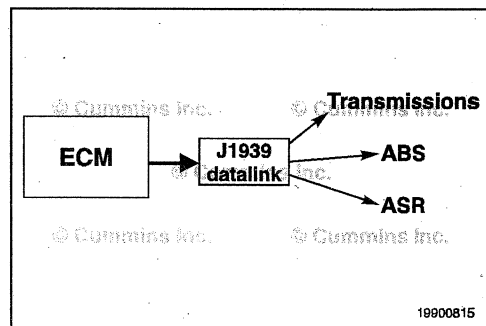 © Cummins Inc. © Cummins Inc.
Transmissions
ECM
J1939
datalink
ABS
© Cummins Inc.
ASR
© Cummins Inc. © Cummins Inc.
19900815